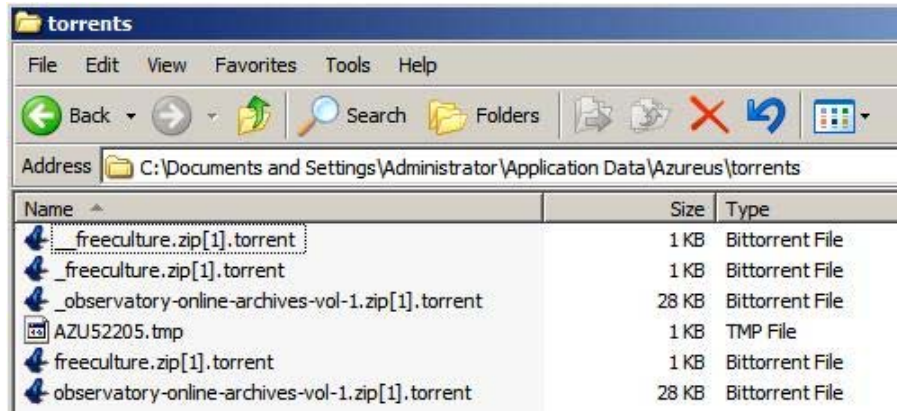 torrents
File Edit View Favorites Tools Help
Back Search Folders
Address C:\Documents and Settings\Administrator\Application Data\Azureus\torrents
Name Size Type
__freeculture.zip[1].torrent 1 KB Bittorrent File
_freeculture.zip[1].torrent 1 KB Bittorrent File
_observatory-online-archives-vol-1.zip[1].torrent 28 KB Bittorrent File
AZU52205.tmp 1 KB TMP File
freeculture.zip[1].torrent 1 KB Bittorrent File
observatory-online-archives-vol-1.zip[1].torrent 28 KB Bittorrent File